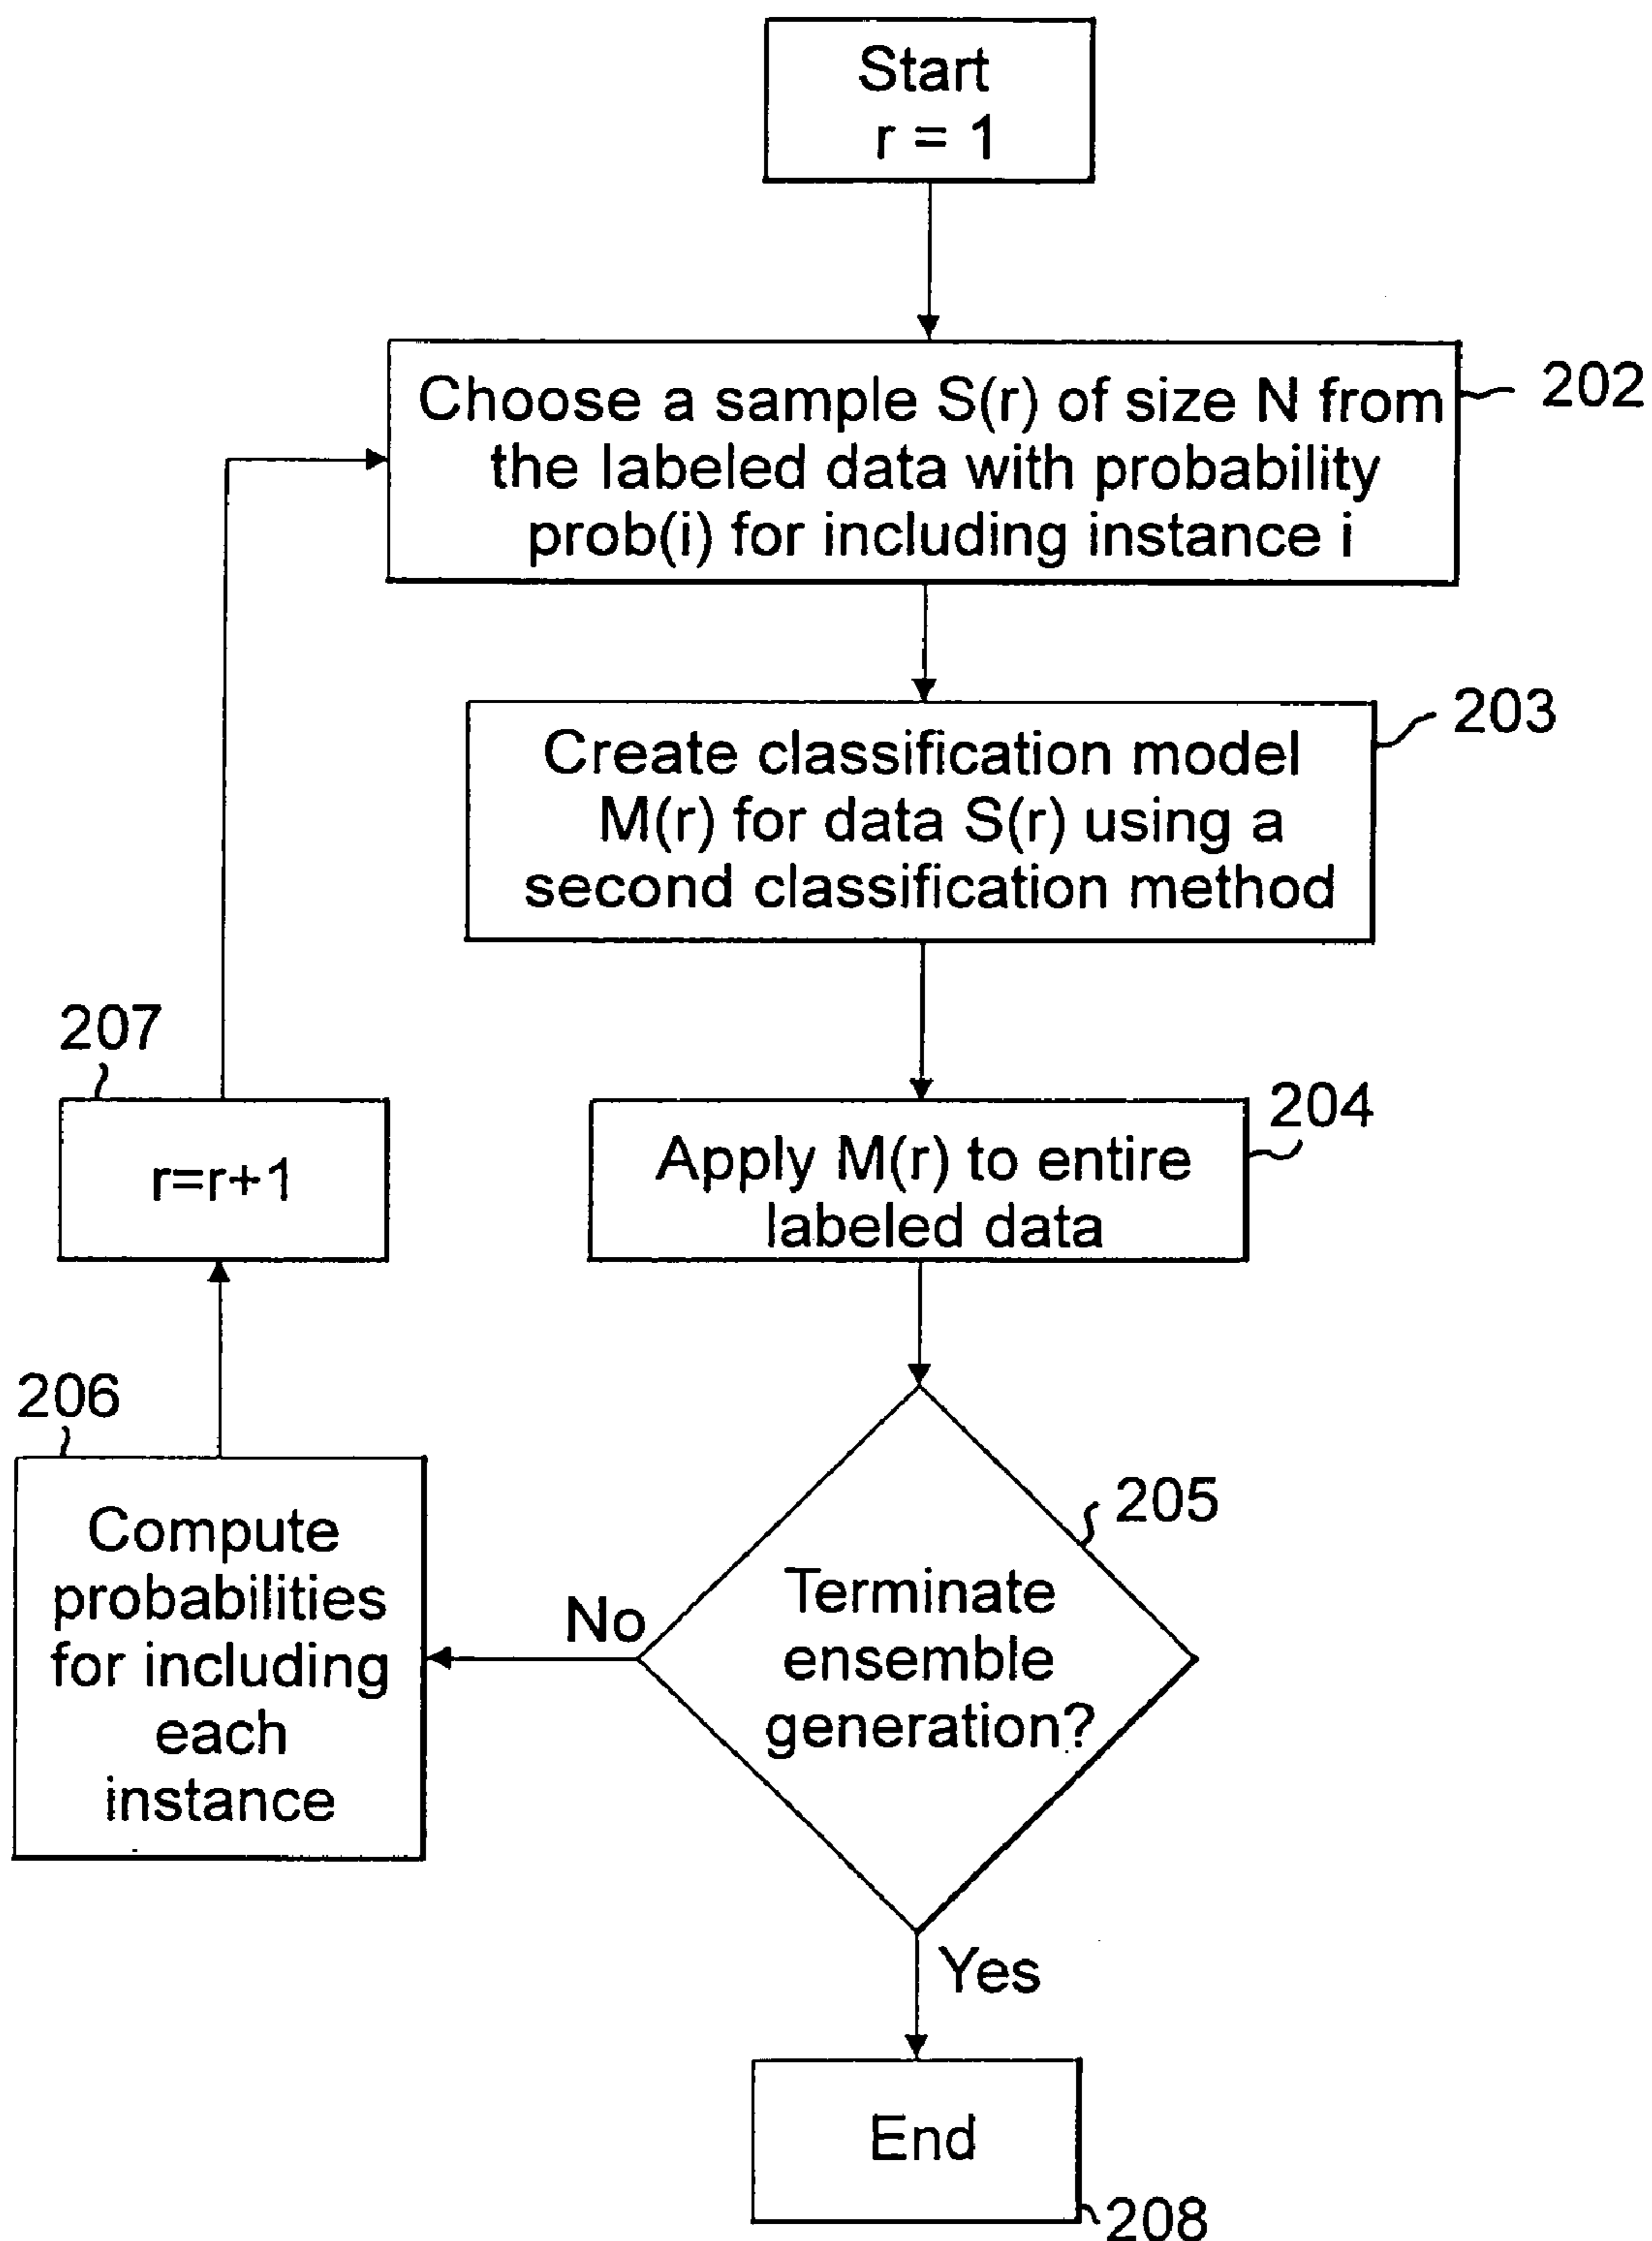 Start
r = 1
Choose a sample S(r) of size N from
the labeled data with probability
prob(i) for including instance i
202
Create classification model
M(r) for data S(r) using a
second classification method
203
Apply M(r) to entire
labeled data
204
Terminate
ensemble
generation?
205
No
Compute
probabilities
for including
each
instance
206
r=r+1
207
Yes
End
208